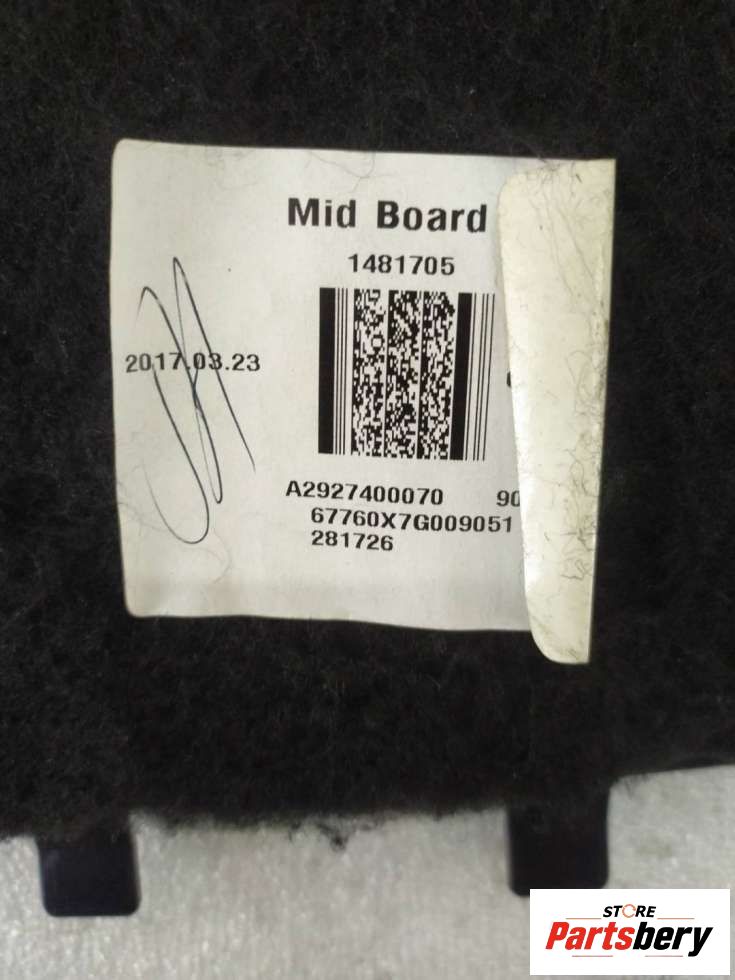 Mid Board
1481705
2017.03.23
A2927400070 90
67760X7G009051
281726
STORE
Partsbery